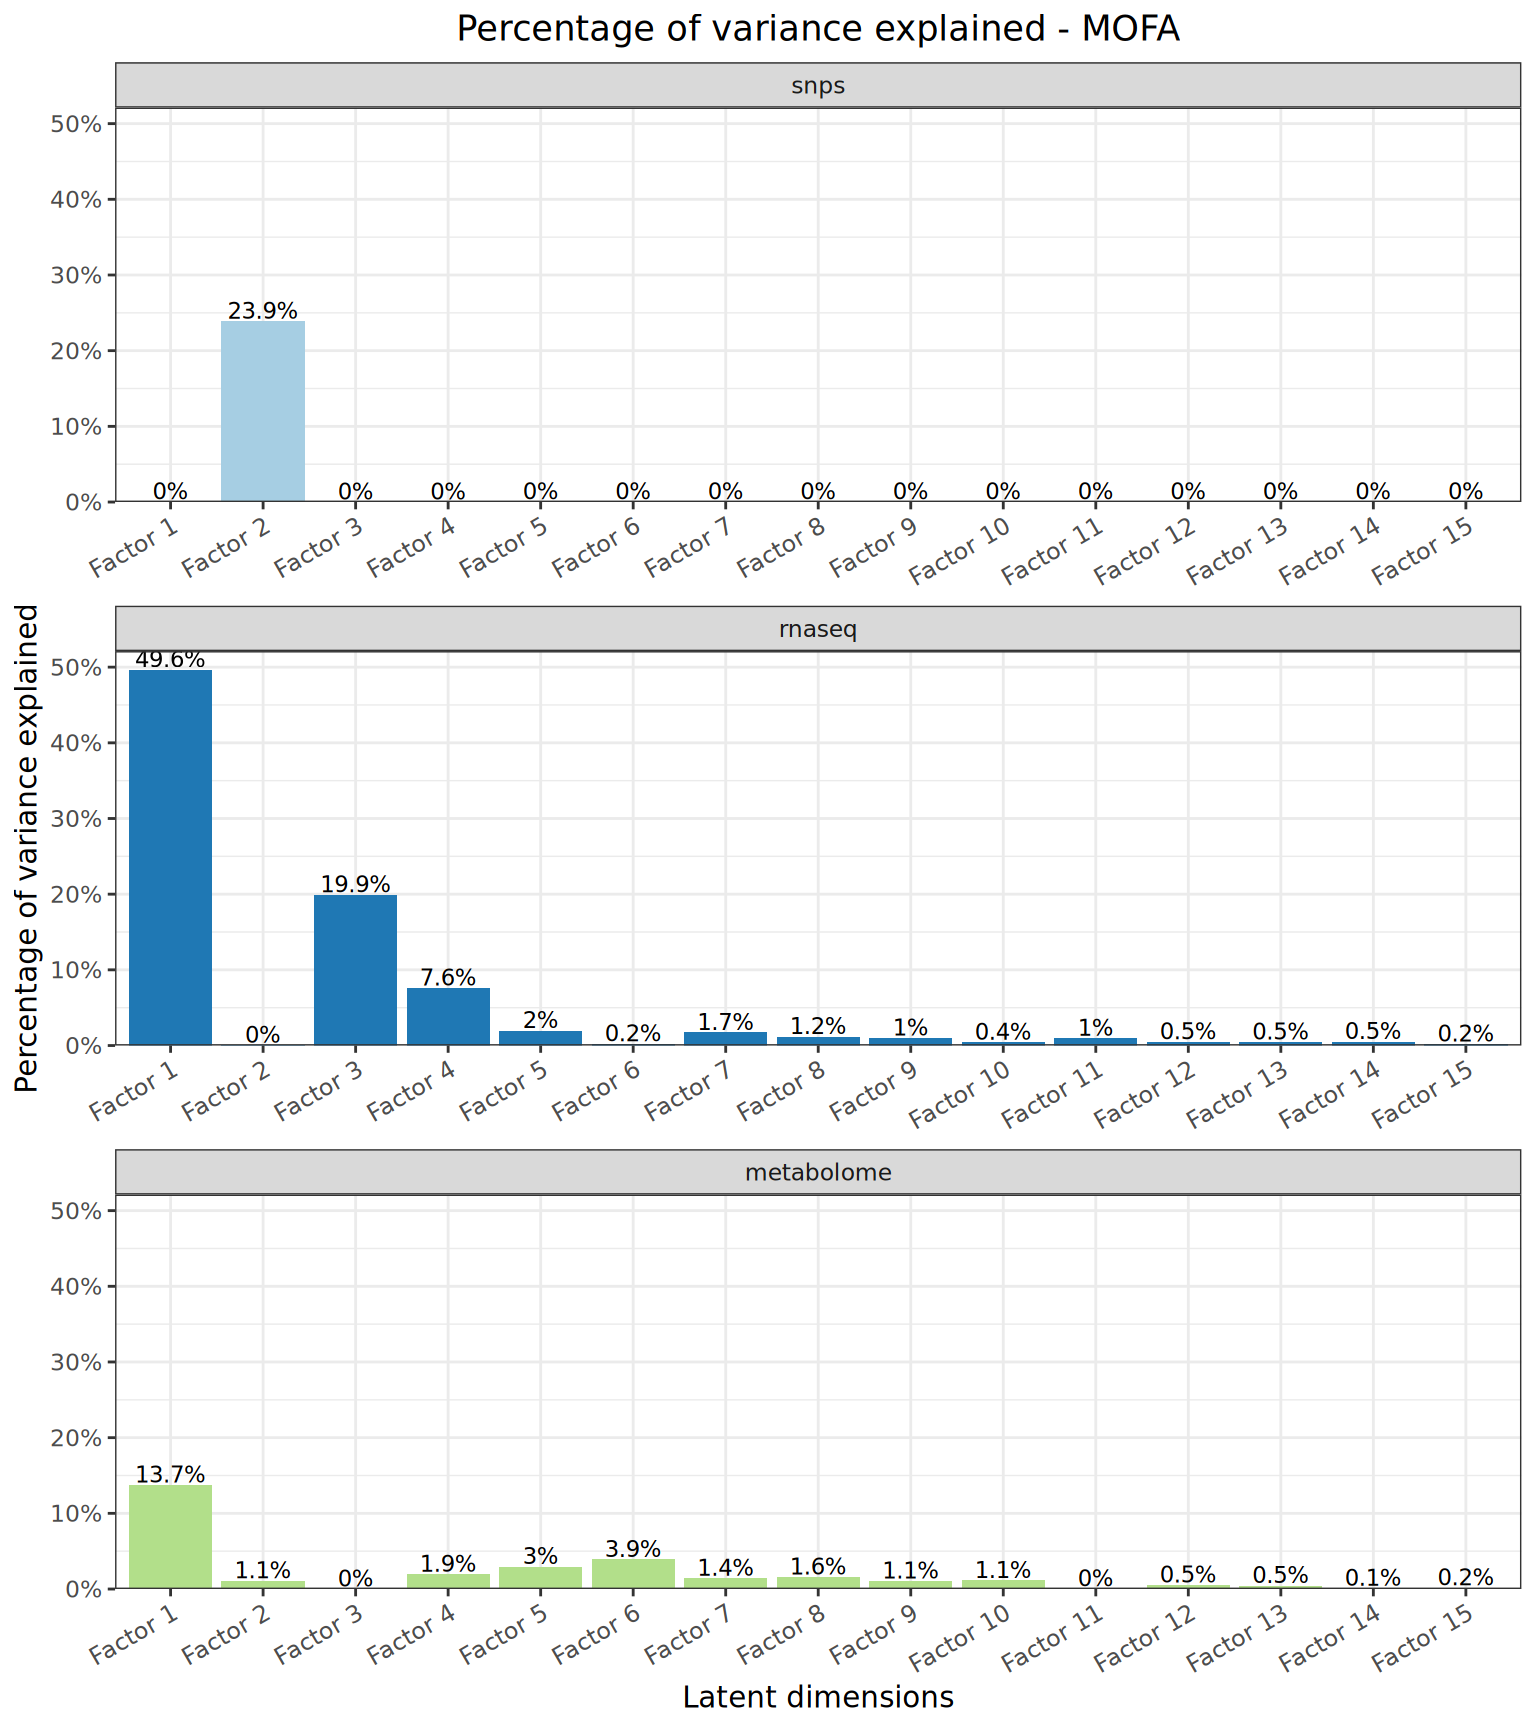 Percentage of variance explained - MOFA
snps
50%
40%
30%
20%
10%
0%
0%
23.9%
0%
0%
0%
0%
0%
0%
0%
0%
0%
0%
0%
0%
0%
Factor 1
Factor 2
Factor 3
Factor 4
Factor 5
Factor 6
Factor 7
Factor 8
Factor 9
Factor 10
Factor 11
Factor 12
Factor 13
Factor 14
Factor 15
Percentage of variance explained
rnaseq
50%
40%
30%
20%
10%
0%
49.6%
0%
19.9%
7.6%
2%
0.2%
1.7%
1.2%
1%
0.4%
1%
0.5%
0.5%
0.5%
0.2%
Factor 1
Factor 2
Factor 3
Factor 4
Factor 5
Factor 6
Factor 7
Factor 8
Factor 9
Factor 10
Factor 11
Factor 12
Factor 13
Factor 14
Factor 15
metabolome
50%
40%
30%
20%
10%
0%
13.7%
1.1%
0%
1.9%
3%
3.9%
1.4%
1.6%
1.1%
1.1%
0%
0.5%
0.5%
0.1%
0.2%
Factor 1
Factor 2
Factor 3
Factor 4
Factor 5
Factor 6
Factor 7
Factor 8
Factor 9
Factor 10
Factor 11
Factor 12
Factor 13
Factor 14
Factor 15
Latent dimensions